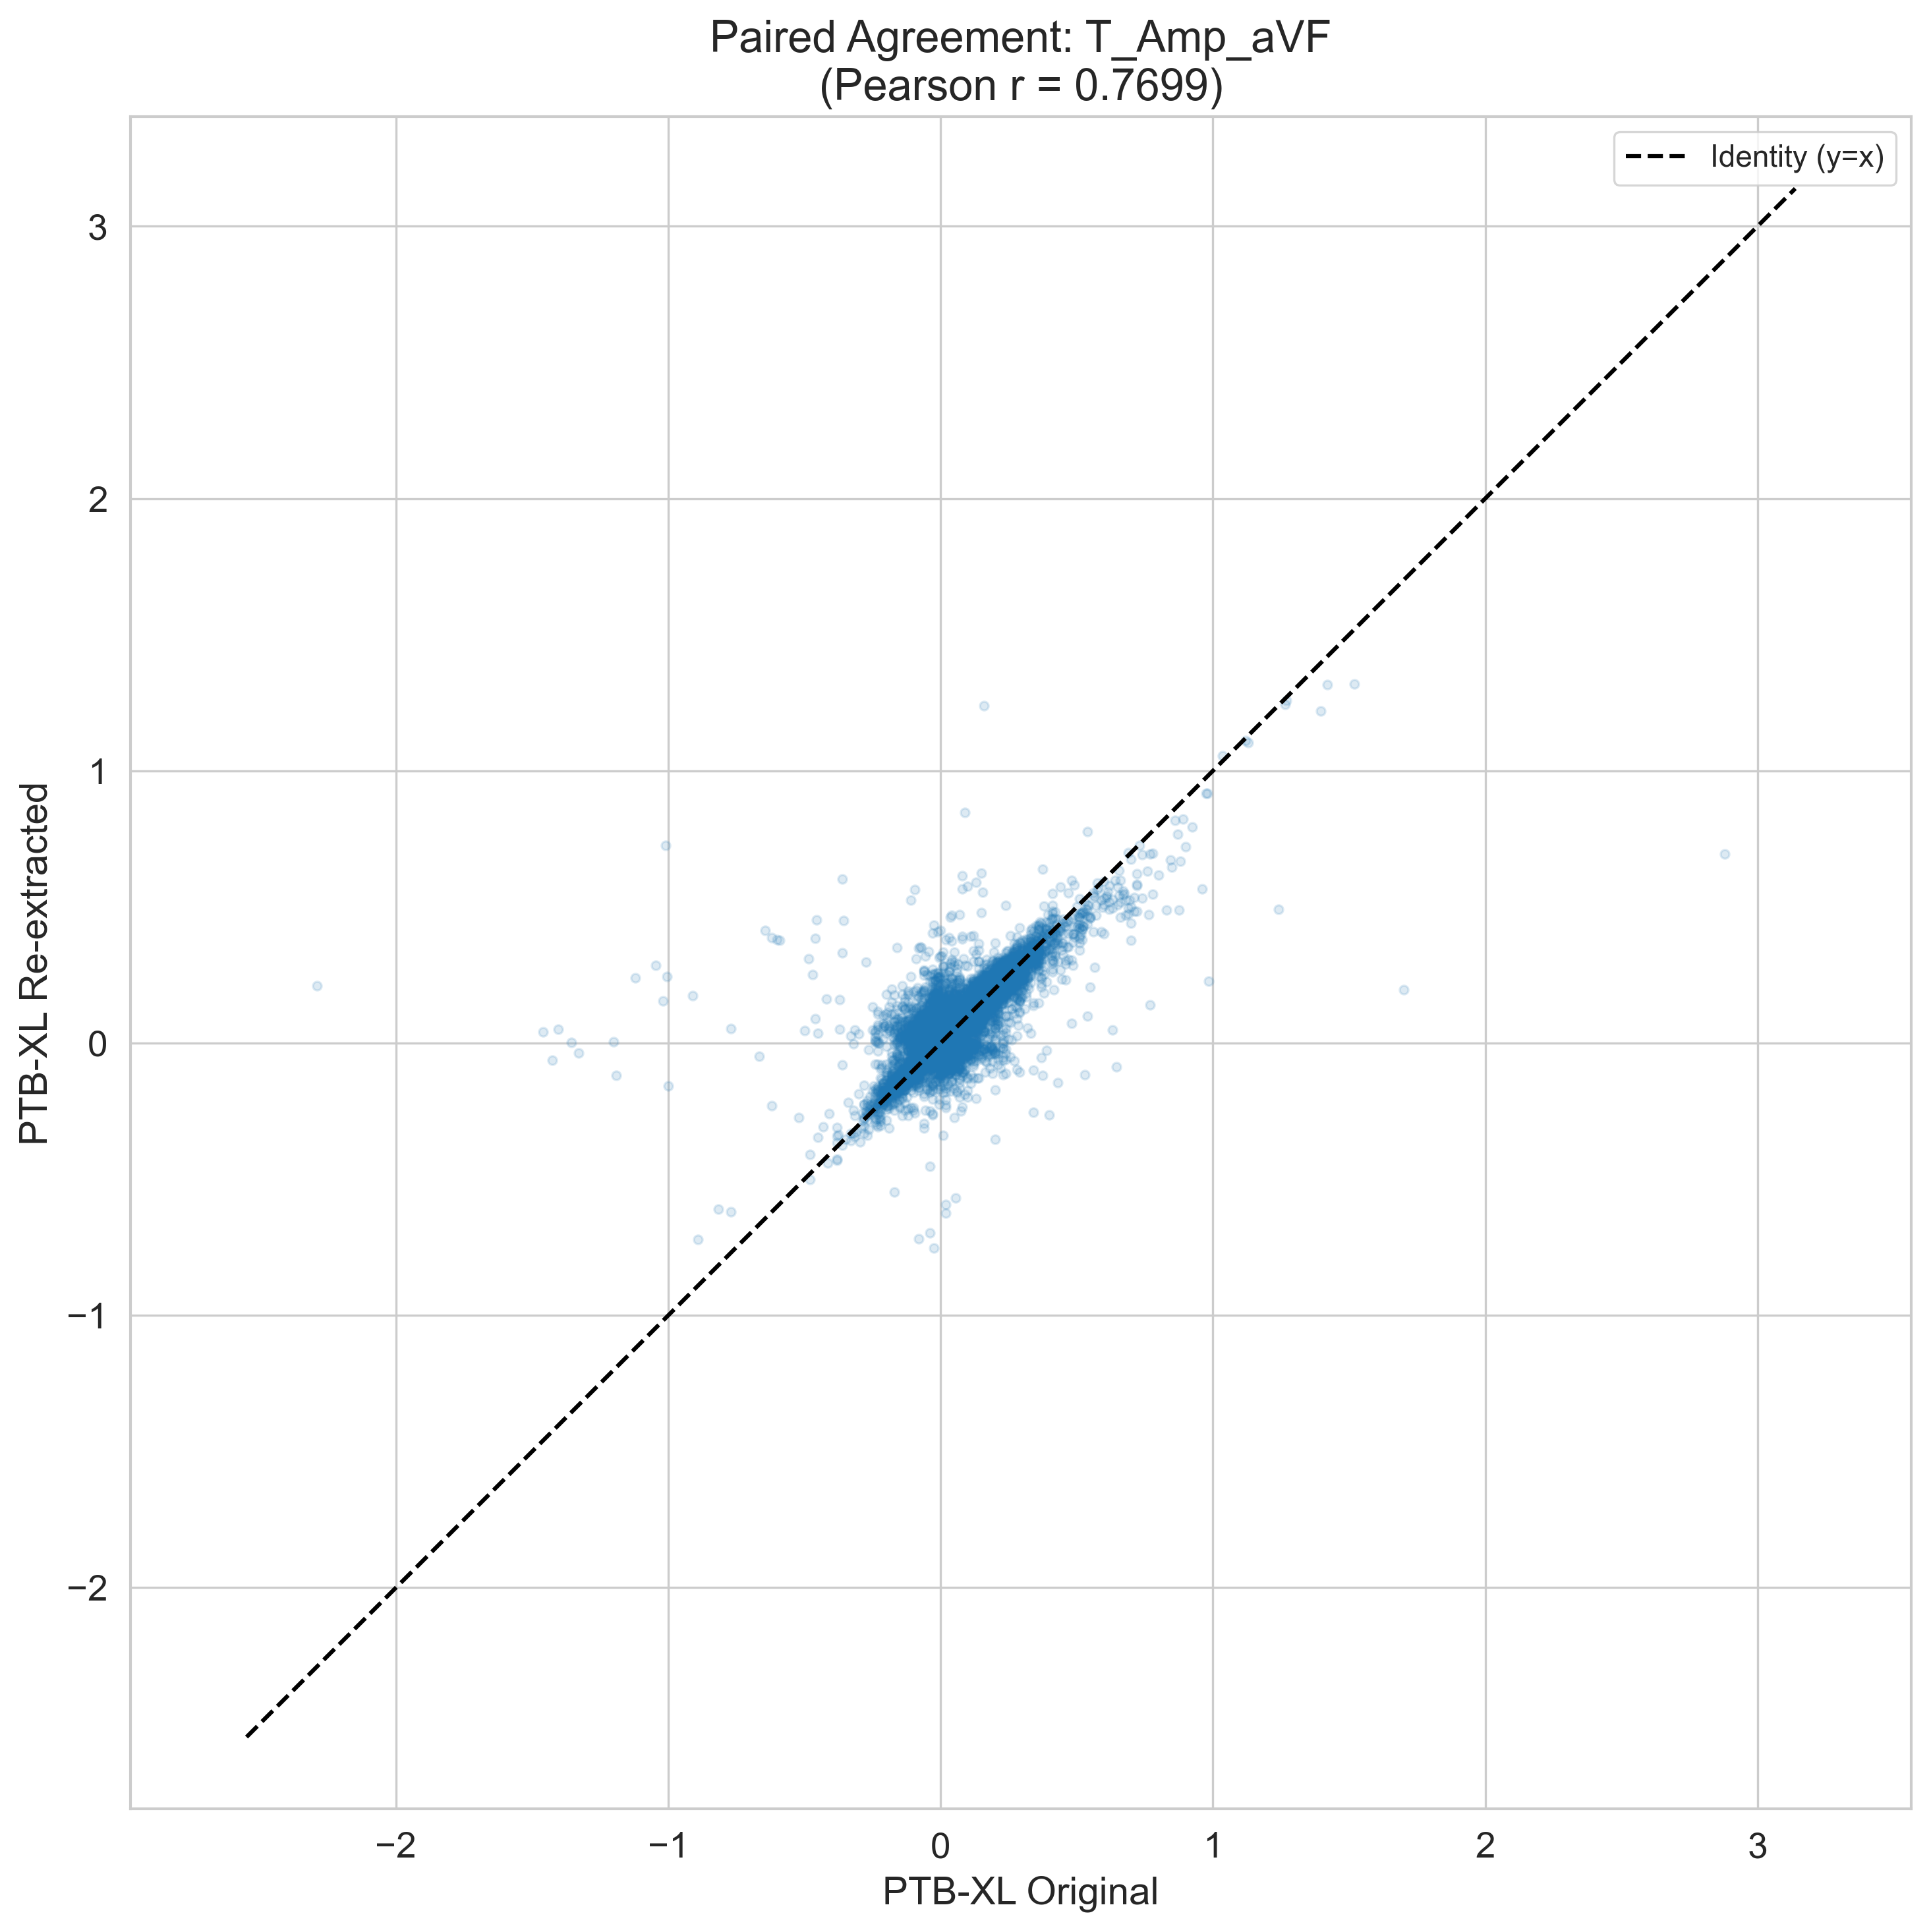 Paired Agreement: T_Amp_aVF
(Pearson r = 0.7699)
Identity (y=x)
3
2
1
0
−1
−2
PTB-XL Re-extracted
−2
−1
0
1
2
3
PTB-XL Original